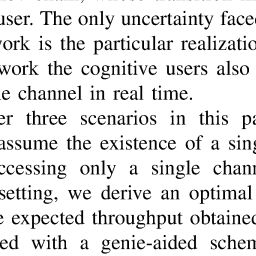 user. The only uncertainty face
work is the particular realizatio
work the cognitive users also
e channel in real time.
er three scenarios in this pa
assume the existence of a sing
ccessing only a single chann
setting, we derive an optimal
e expected throughput obtained
ed with a genie-aided schem